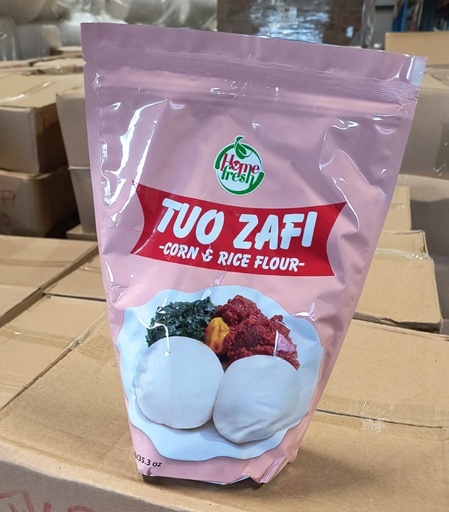 Home
fresh
TUO ZAFI
-CORN & RICE FLOUR-
/35.3 oz